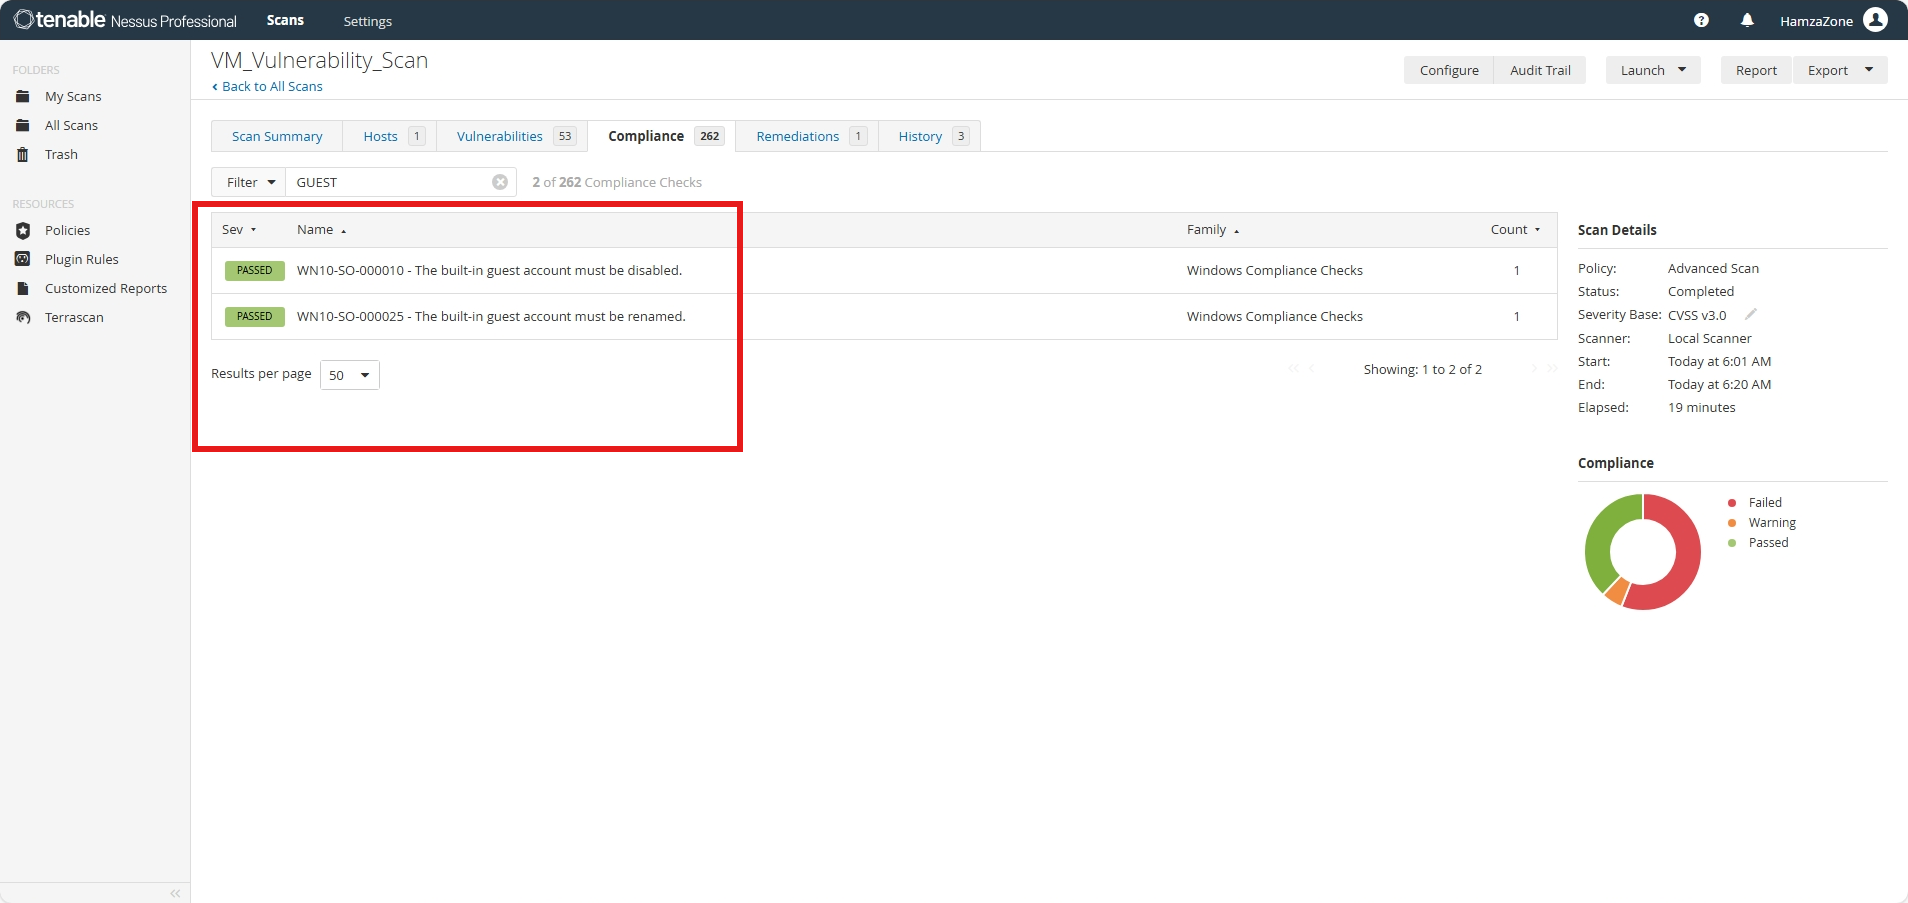 tenable Nessus Professional Scans Settings HamzaZone
FOLDERS
My Scans
All Scans
Trash
RESOURCES
Policies
Plugin Rules
Customized Reports
Terrascan
VM_Vulnerability_Scan
Back to All Scans
Configure Audit Trail Launch Report Export
Scan Summary Hosts 1 Vulnerabilities 53 Compliance 262 Remediations 1 History 3
Filter GUEST 2 of 262 Compliance Checks
Sev Name Family Count
PASSED WN10-SO-000010 - The built-in guest account must be disabled. Windows Compliance Checks 1
PASSED WN10-SO-000025 - The built-in guest account must be renamed. Windows Compliance Checks 1
Results per page 50 Showing: 1 to 2 of 2
Scan Details
Policy: Advanced Scan
Status: Completed
Severity Base: CVSS v3.0
Scanner: Local Scanner
Start: Today at 6:01 AM
End: Today at 6:20 AM
Elapsed: 19 minutes
Compliance
Failed
Warning
Passed